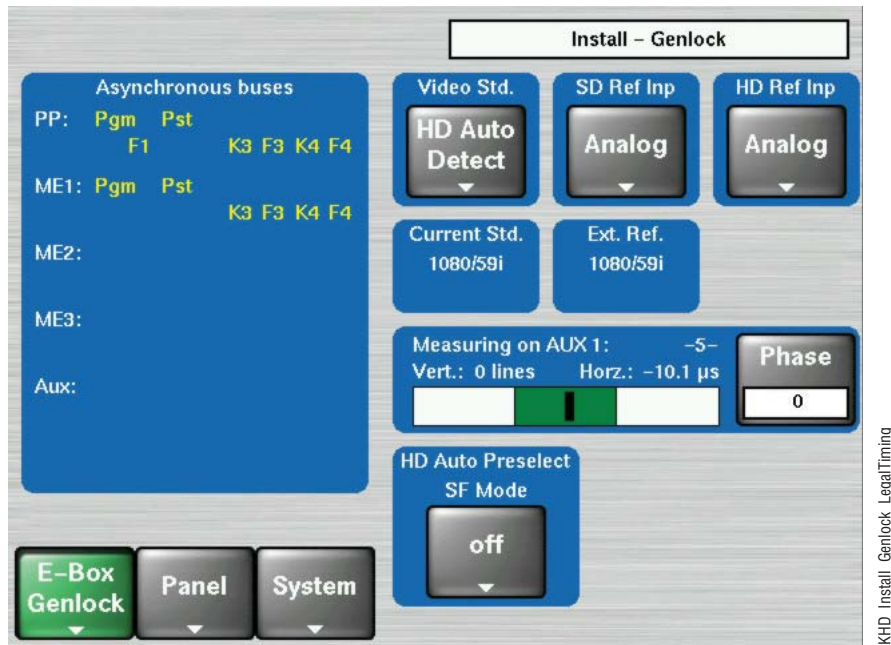 Install – Genlock
Asynchronous buses
PP: Pgm Pst
F1 K3 F3 K4 F4
ME1: Pgm Pst
K3 F3 K4 F4
ME2:
ME3:
Aux:
Video Std.
HD Auto
Detect
SD Ref Inp
Analog
HD Ref Inp
Analog
Current Std.
1080/59i
Ext. Ref.
1080/59i
Measuring on AUX 1: –5–
Vert.: 0 lines Horz.: –10.1 µs
Phase
0
HD Auto Preselect
SF Mode
off
E–Box
Genlock
Panel
System
KHD Install Genlock LegalTiming